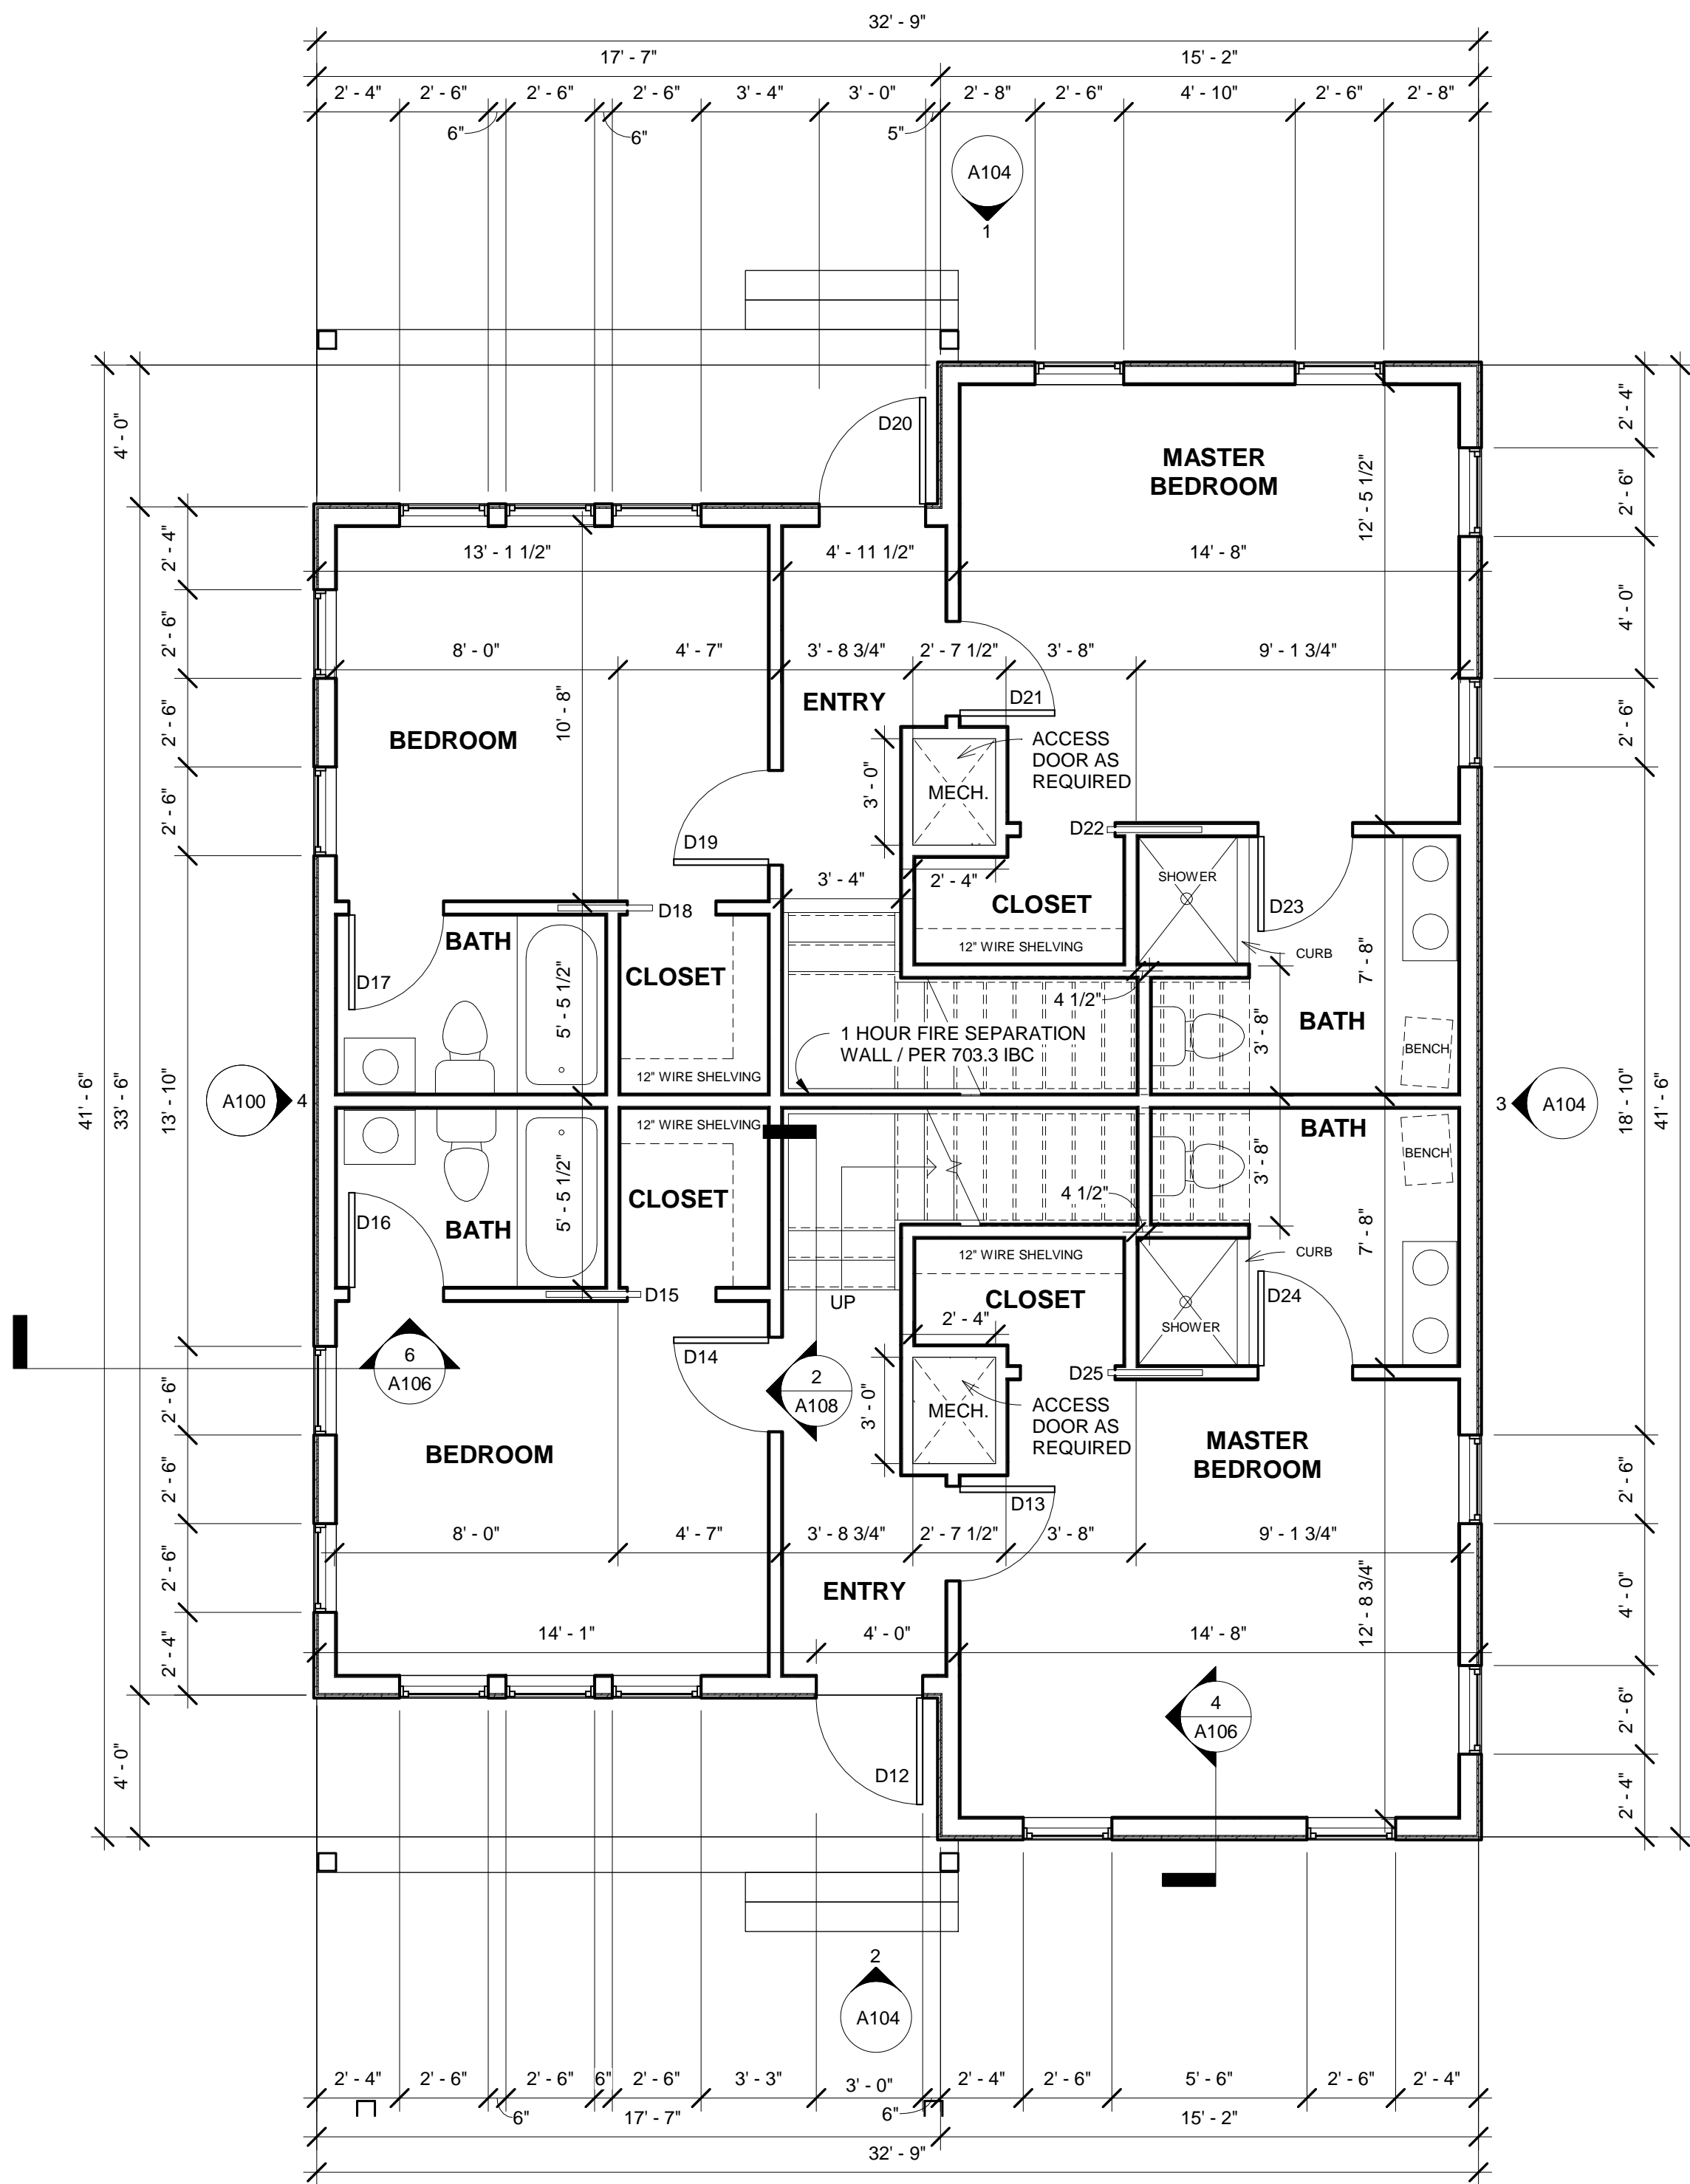 32' - 9"
17' - 7"
15' - 2"
2' - 4"
2' - 6"
2' - 6"
2' - 6"
3' - 4"
3' - 0"
2' - 8"
2' - 6"
4' - 10"
2' - 6"
2' - 8"
6"
6"
5"
A104
1
D20
MASTER
BEDROOM
12' - 5 1/2"
4' - 0"
2' - 4"
2' - 4"
2' - 6"
13' - 1 1/2"
4' - 11 1/2"
14' - 8"
2' - 6"
4' - 0"
8' - 0"
4' - 7"
3' - 8 3/4"
2' - 7 1/2"
3' - 8"
9' - 1 3/4"
10' - 8"
ENTRY
D21
2' - 6"
2' - 6"
BEDROOM
ACCESS
DOOR AS
REQUIRED
3' - 0"
MECH.
2' - 6"
D19
D22
3' - 4"
2' - 4"
SHOWER
CLOSET
D18
D23
BATH
12" WIRE SHELVING
CURB
CLOSET
D17
5' - 5 1/2"
4 1/2"
7' - 8"
3' - 8"
BATH
1 HOUR FIRE SEPARATION
WALL / PER 703.3 IBC
BENCH
12" WIRE SHELVING
41' - 6"
33' - 6"
13' - 10"
A100
4
3
A104
18' - 10"
41' - 6"
12" WIRE SHELVING
BATH
BENCH
3' - 8"
5' - 5 1/2"
CLOSET
4 1/2"
D16
BATH
7' - 8"
12" WIRE SHELVING
CURB
D15
UP
CLOSET
D24
2' - 4"
SHOWER
6
A106
D14
2
A108
D25
3' - 0"
MECH.
ACCESS
DOOR AS
REQUIRED
2' - 6"
BEDROOM
MASTER
BEDROOM
2' - 6"
2' - 6"
D13
8' - 0"
4' - 7"
3' - 8 3/4"
2' - 7 1/2"
3' - 8"
9' - 1 3/4"
2' - 6"
ENTRY
12' - 8 3/4"
4' - 0"
14' - 1"
4' - 0"
14' - 8"
2' - 4"
4
A106
2' - 6"
4' - 0"
D12
2' - 4"
2
A104
2' - 4"
2' - 6"
2' - 6"
6"
2' - 6"
3' - 3"
3' - 0"
2' - 4"
2' - 6"
5' - 6"
2' - 6"
2' - 4"
6"
17' - 7"
6"
15' - 2"
32' - 9"